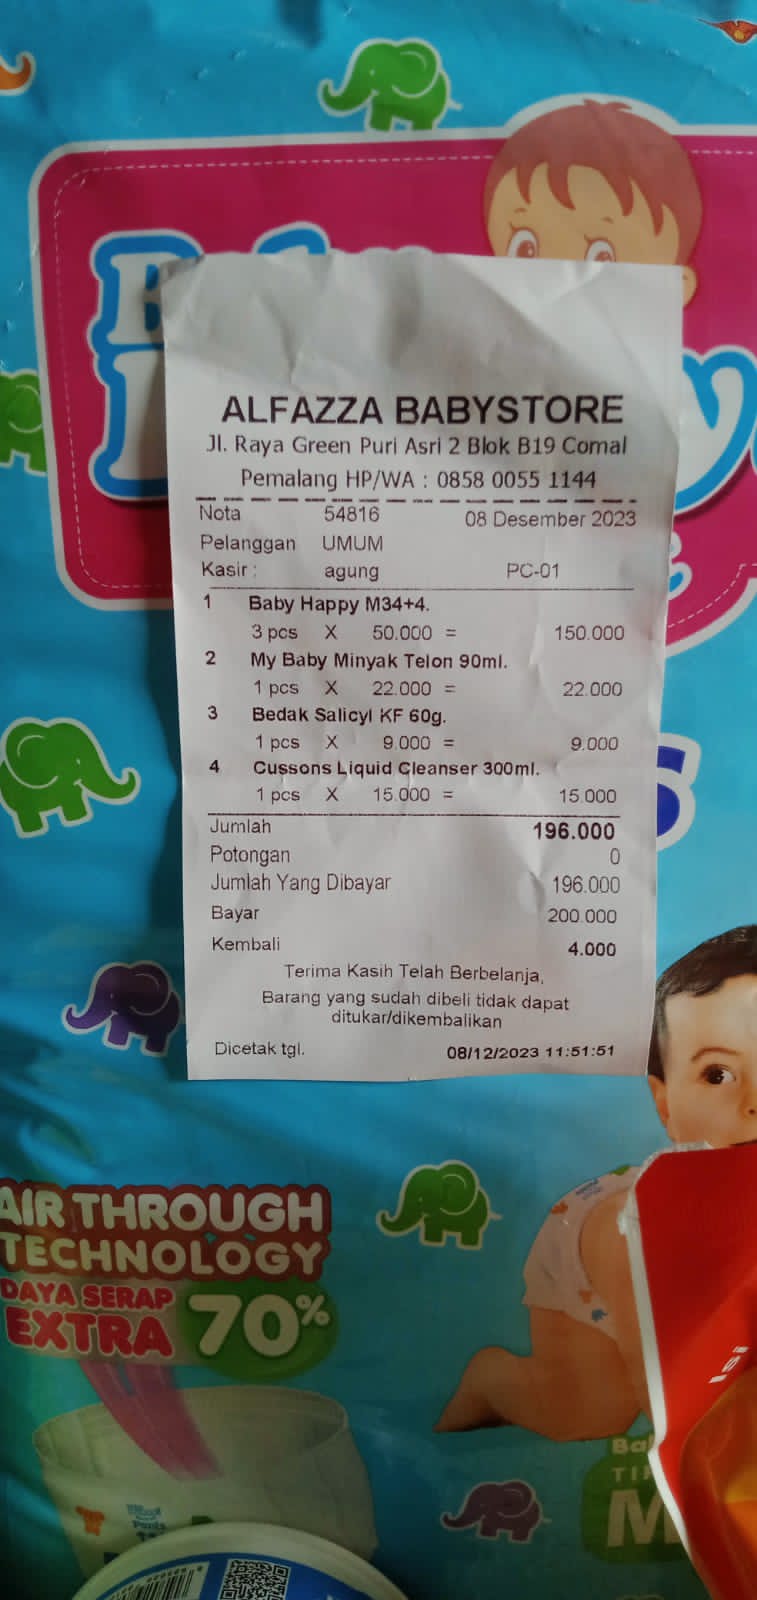 ALFAZZA BABYSTORE
Jl. Raya Green Puri Asri 2 Blok B19 Comal
Pemalang HP/WA : 0858 0055 1144
Nota 54816 08 Desember 2023
Pelanggan UMUM
Kasir : agung PC-01
1 Baby Happy M34+4.
3 pcs X 50.000 = 150.000
2 My Baby Minyak Telon 90ml.
1 pcs X 22.000 = 22.000
3 Bedak Salicyl KF 60g.
1 pcs X 9.000 = 9.000
4 Cussons Liquid Cleanser 300ml.
1 pcs X 15.000 = 15.000
Jumlah 196.000
Potongan 0
Jumlah Yang Dibayar 196.000
Bayar 200.000
Kembali 4.000
Terima Kasih Telah Berbelanja,
Barang yang sudah dibeli tidak dapat
ditukar/dikembalikan
Dicetak tgl. 08/12/2023 11:51:51
AIR THROUGH
TECHNOLOGY
DAYA SERAP
EXTRA 70%
Isi
M